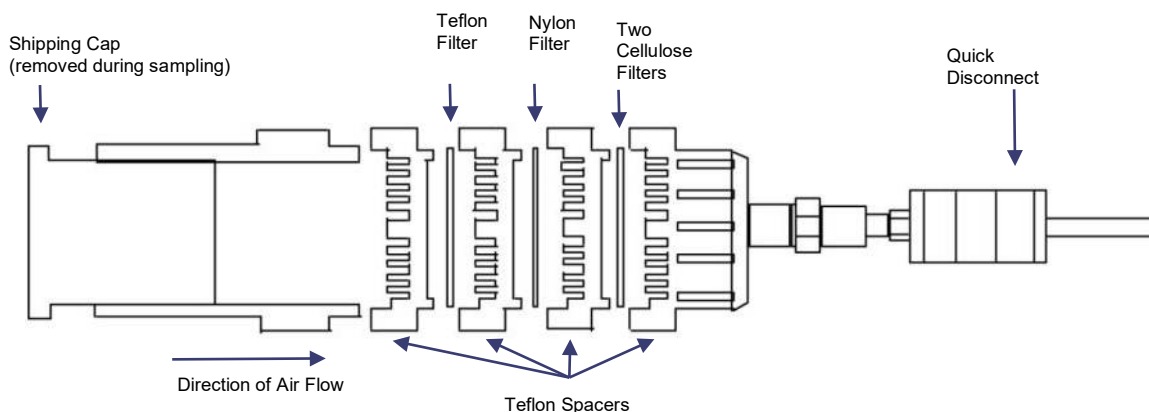 Shipping Cap
(removed during sampling)
Teflon
Filter
Nylon
Filter
Two
Cellulose
Filters
Quick
Disconnect
Direction of Air Flow
Teflon Spacers